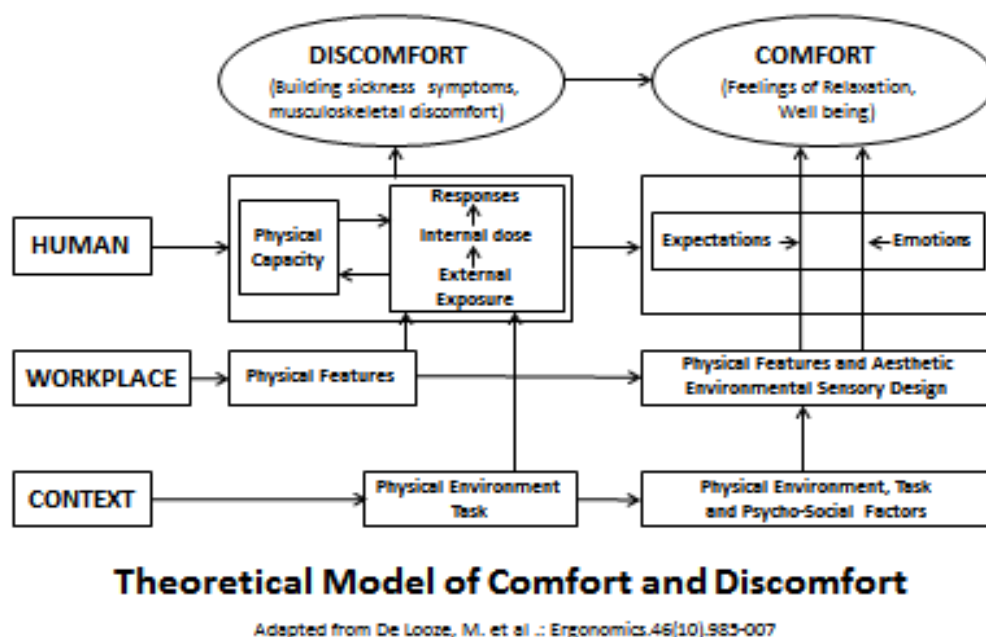 DISCOMFORT
(Building sickness symptoms,
musculoskeletal discomfort)
COMFORT
(Feelings of Relaxation,
Well being)
HUMAN
Physical
Capacity
Responses
Internal dose
External
Exposure
Expectations
Emotions
WORKPLACE
Physical Features
Physical Features and Aesthetic
Environmental Sensory Design
CONTEXT
Physical Environment
Task
Physical Environment, Task
and Psycho-Social Factors
Theoretical Model of Comfort and Discomfort
Adapted from De Looze, M. et al .: Ergonomics.46(10).985-007